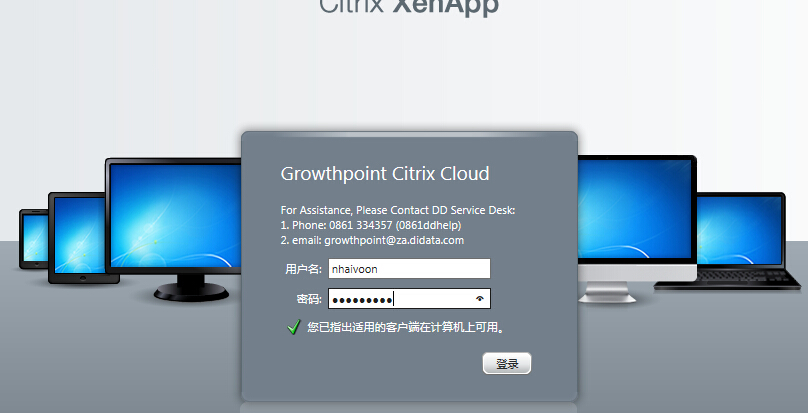 Citrix XenApp
Growthpoint Citrix Cloud
For Assistance, Please Contact DD Service Desk:
1. Phone: 0861 334357 (0861ddhelp)
2. email: growthpoint@za.didata.com
用户名: nhaivoon
密码: ●●●●●●●●●
您已指出适用的客户端在计算机上可用。
登录